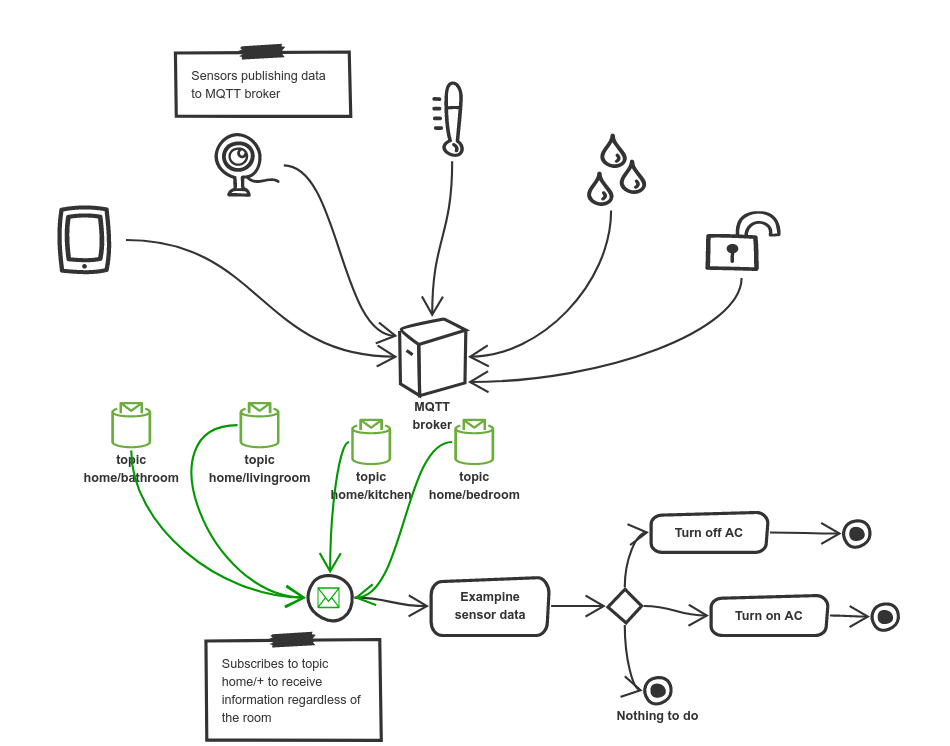 Sensors publishing data
to MQTT broker
MQTT
broker
topic
home/bathroom
topic
home/livingroom
topic
home/kitchen
topic
home/bedroom
Turn off AC
Exampine
sensor data
Turn on AC
Subscribes to topic
home/+ to receive
information regardless of
the room
Nothing to do